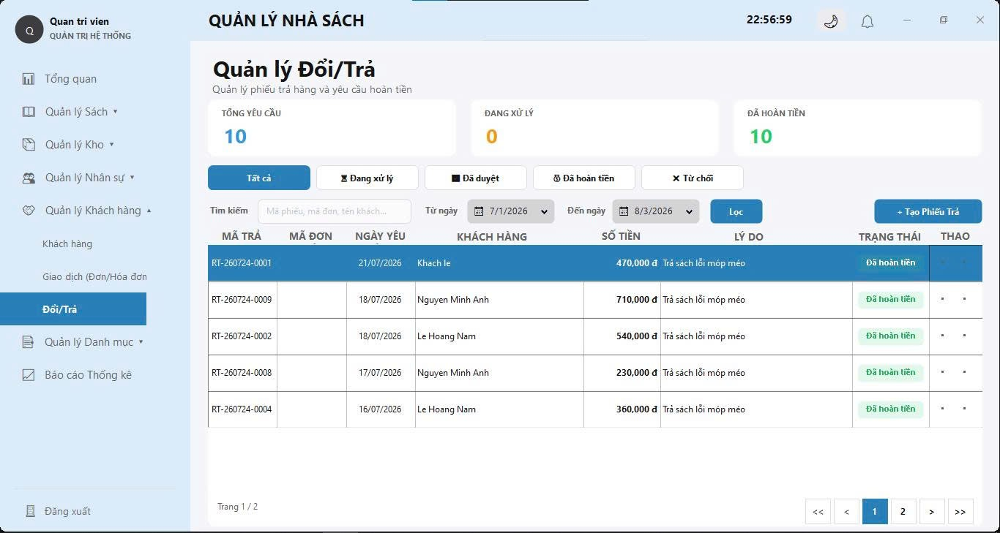 Q
Quan tri vien
QUẢN TRỊ HỆ THỐNG
QUẢN LÝ NHÀ SÁCH
22:56:59
Tổng quan
Quản lý Sách
Quản lý Kho
Quản lý Nhân sự
Quản lý Khách hàng
Khách hàng
Giao dịch (Đơn/Hóa đơn
Đổi/Trả
Quản lý Danh mục
Báo cáo Thống kê
Đăng xuất
Quản lý Đổi/Trả
Quản lý phiếu trả hàng và yêu cầu hoàn tiền
TỔNG YÊU CẦU
10
ĐANG XỬ LÝ
0
ĐÃ HOÀN TIỀN
10
Tất cả
Đang xử lý
Đã duyệt
Đã hoàn tiền
Từ chối
Tìm kiếm
Mã phiếu, mã đơn, tên khách...
Từ ngày
7/1/2026
Đến ngày
8/3/2026
Lọc
+ Tạo Phiếu Trả
MÃ TRẢ MÃ ĐƠN NGÀY YÊU KHÁCH HÀNG SỐ TIỀN LÝ DO TRẠNG THÁI THAO
RT-260724-0001 21/07/2026 Khach le 470,000 đ Trả sách lỗi móp méo Đã hoàn tiền
RT-260724-0009 18/07/2026 Nguyen Minh Anh 710,000 đ Trả sách lỗi móp méo Đã hoàn tiền
RT-260724-0002 18/07/2026 Le Hoang Nam 540,000 đ Trả sách lỗi móp méo Đã hoàn tiền
RT-260724-0008 17/07/2026 Nguyen Minh Anh 230,000 đ Trả sách lỗi móp méo Đã hoàn tiền
RT-260724-0004 16/07/2026 Le Hoang Nam 360,000 đ Trả sách lỗi móp méo Đã hoàn tiền
Trang 1 / 2
<< < 1 2 > >>